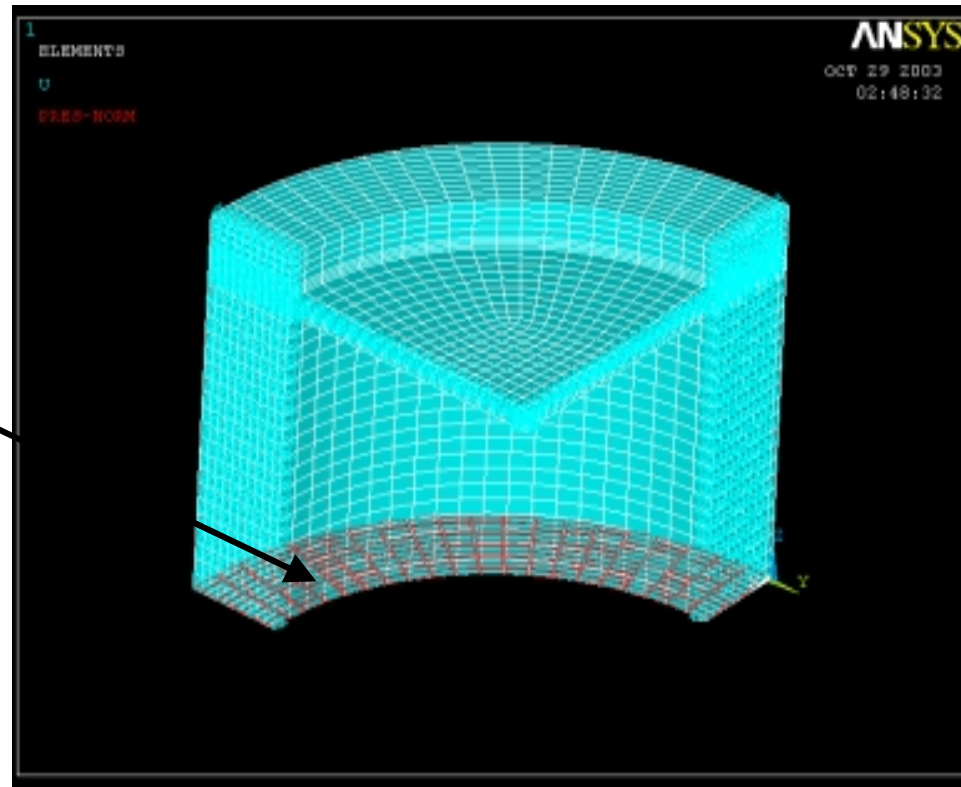 1
ELEMENTS
U
PRES-NORM
ANSYS
OCT 29 2003
02:48:32
Z
Y